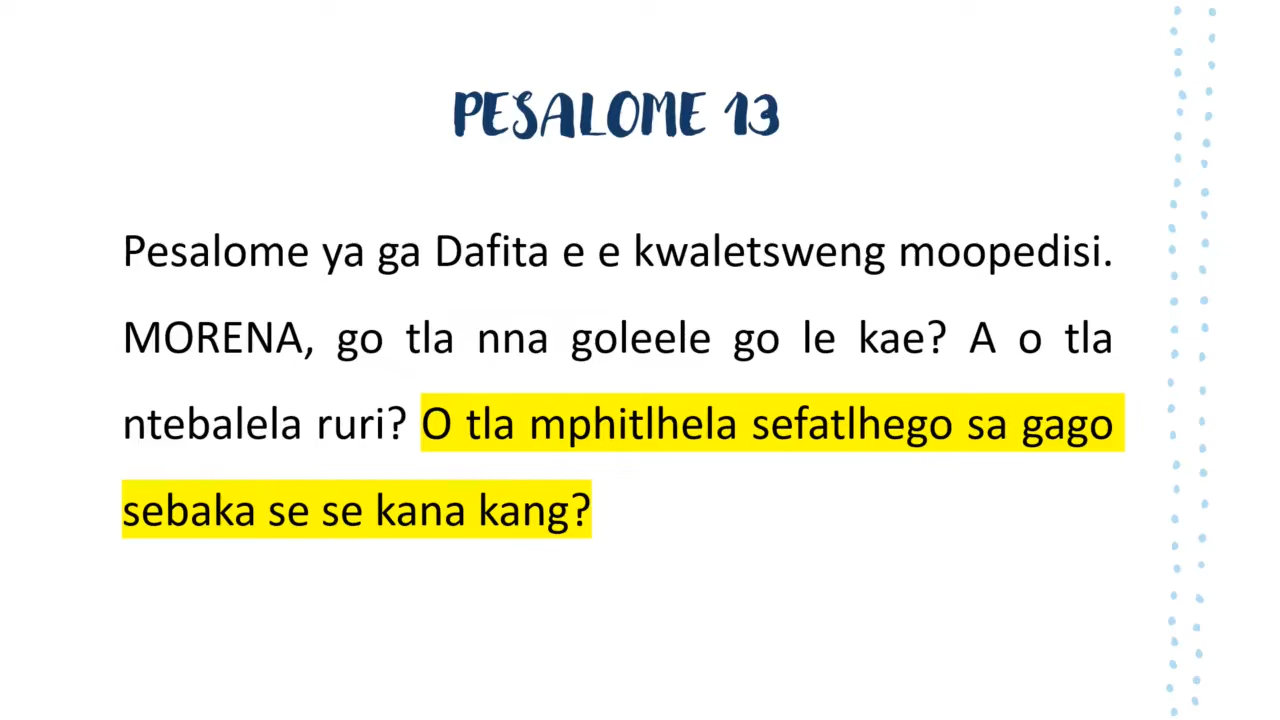 PESALOME 13
Pesalome ya ga Dafita e e kwaletsweng moopedisi.
MORENA, go tla nna goleele go le kae? A o tla
ntebalela ruri? O tla mphitlhela sefatlhego sa gago
sebaka se se kana kang?